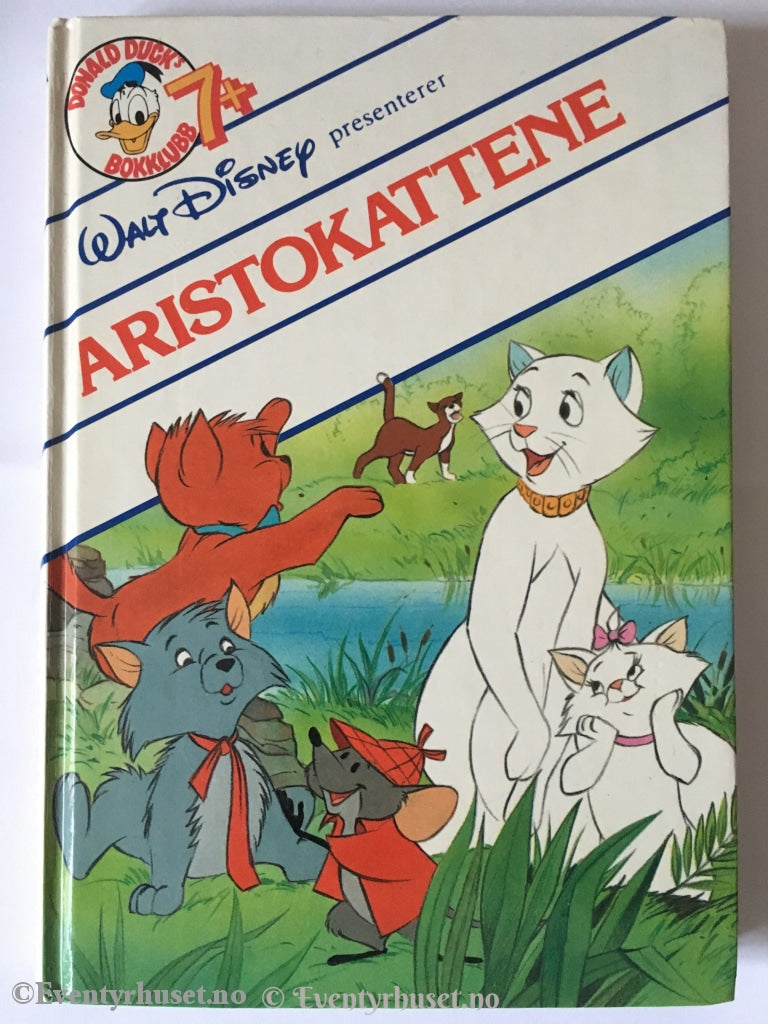 DONALD DUCK'S
BOKKLUBB
7+
WALT DISNEY presenterer
ARISTOKATTENE
©Eventyrhuset.no © Eventyrhuset.no